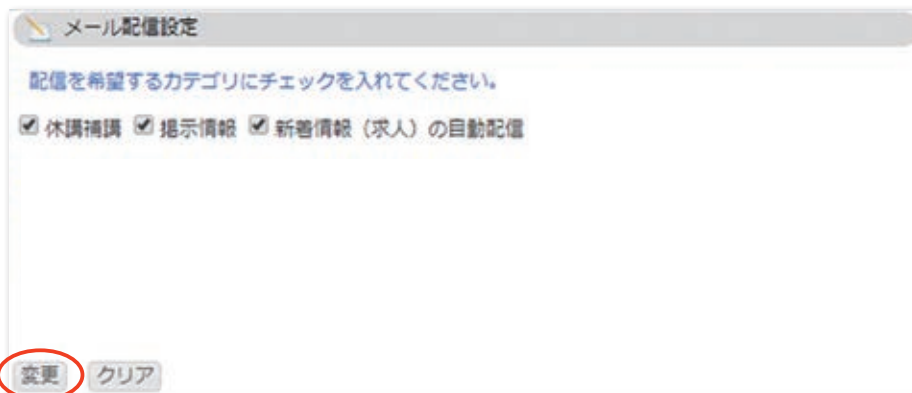 メール配信設定
配信を希望するカテゴリにチェックを入れてください。
休講補講 掲示情報 新着情報（求人）の自動配信
変更 クリア